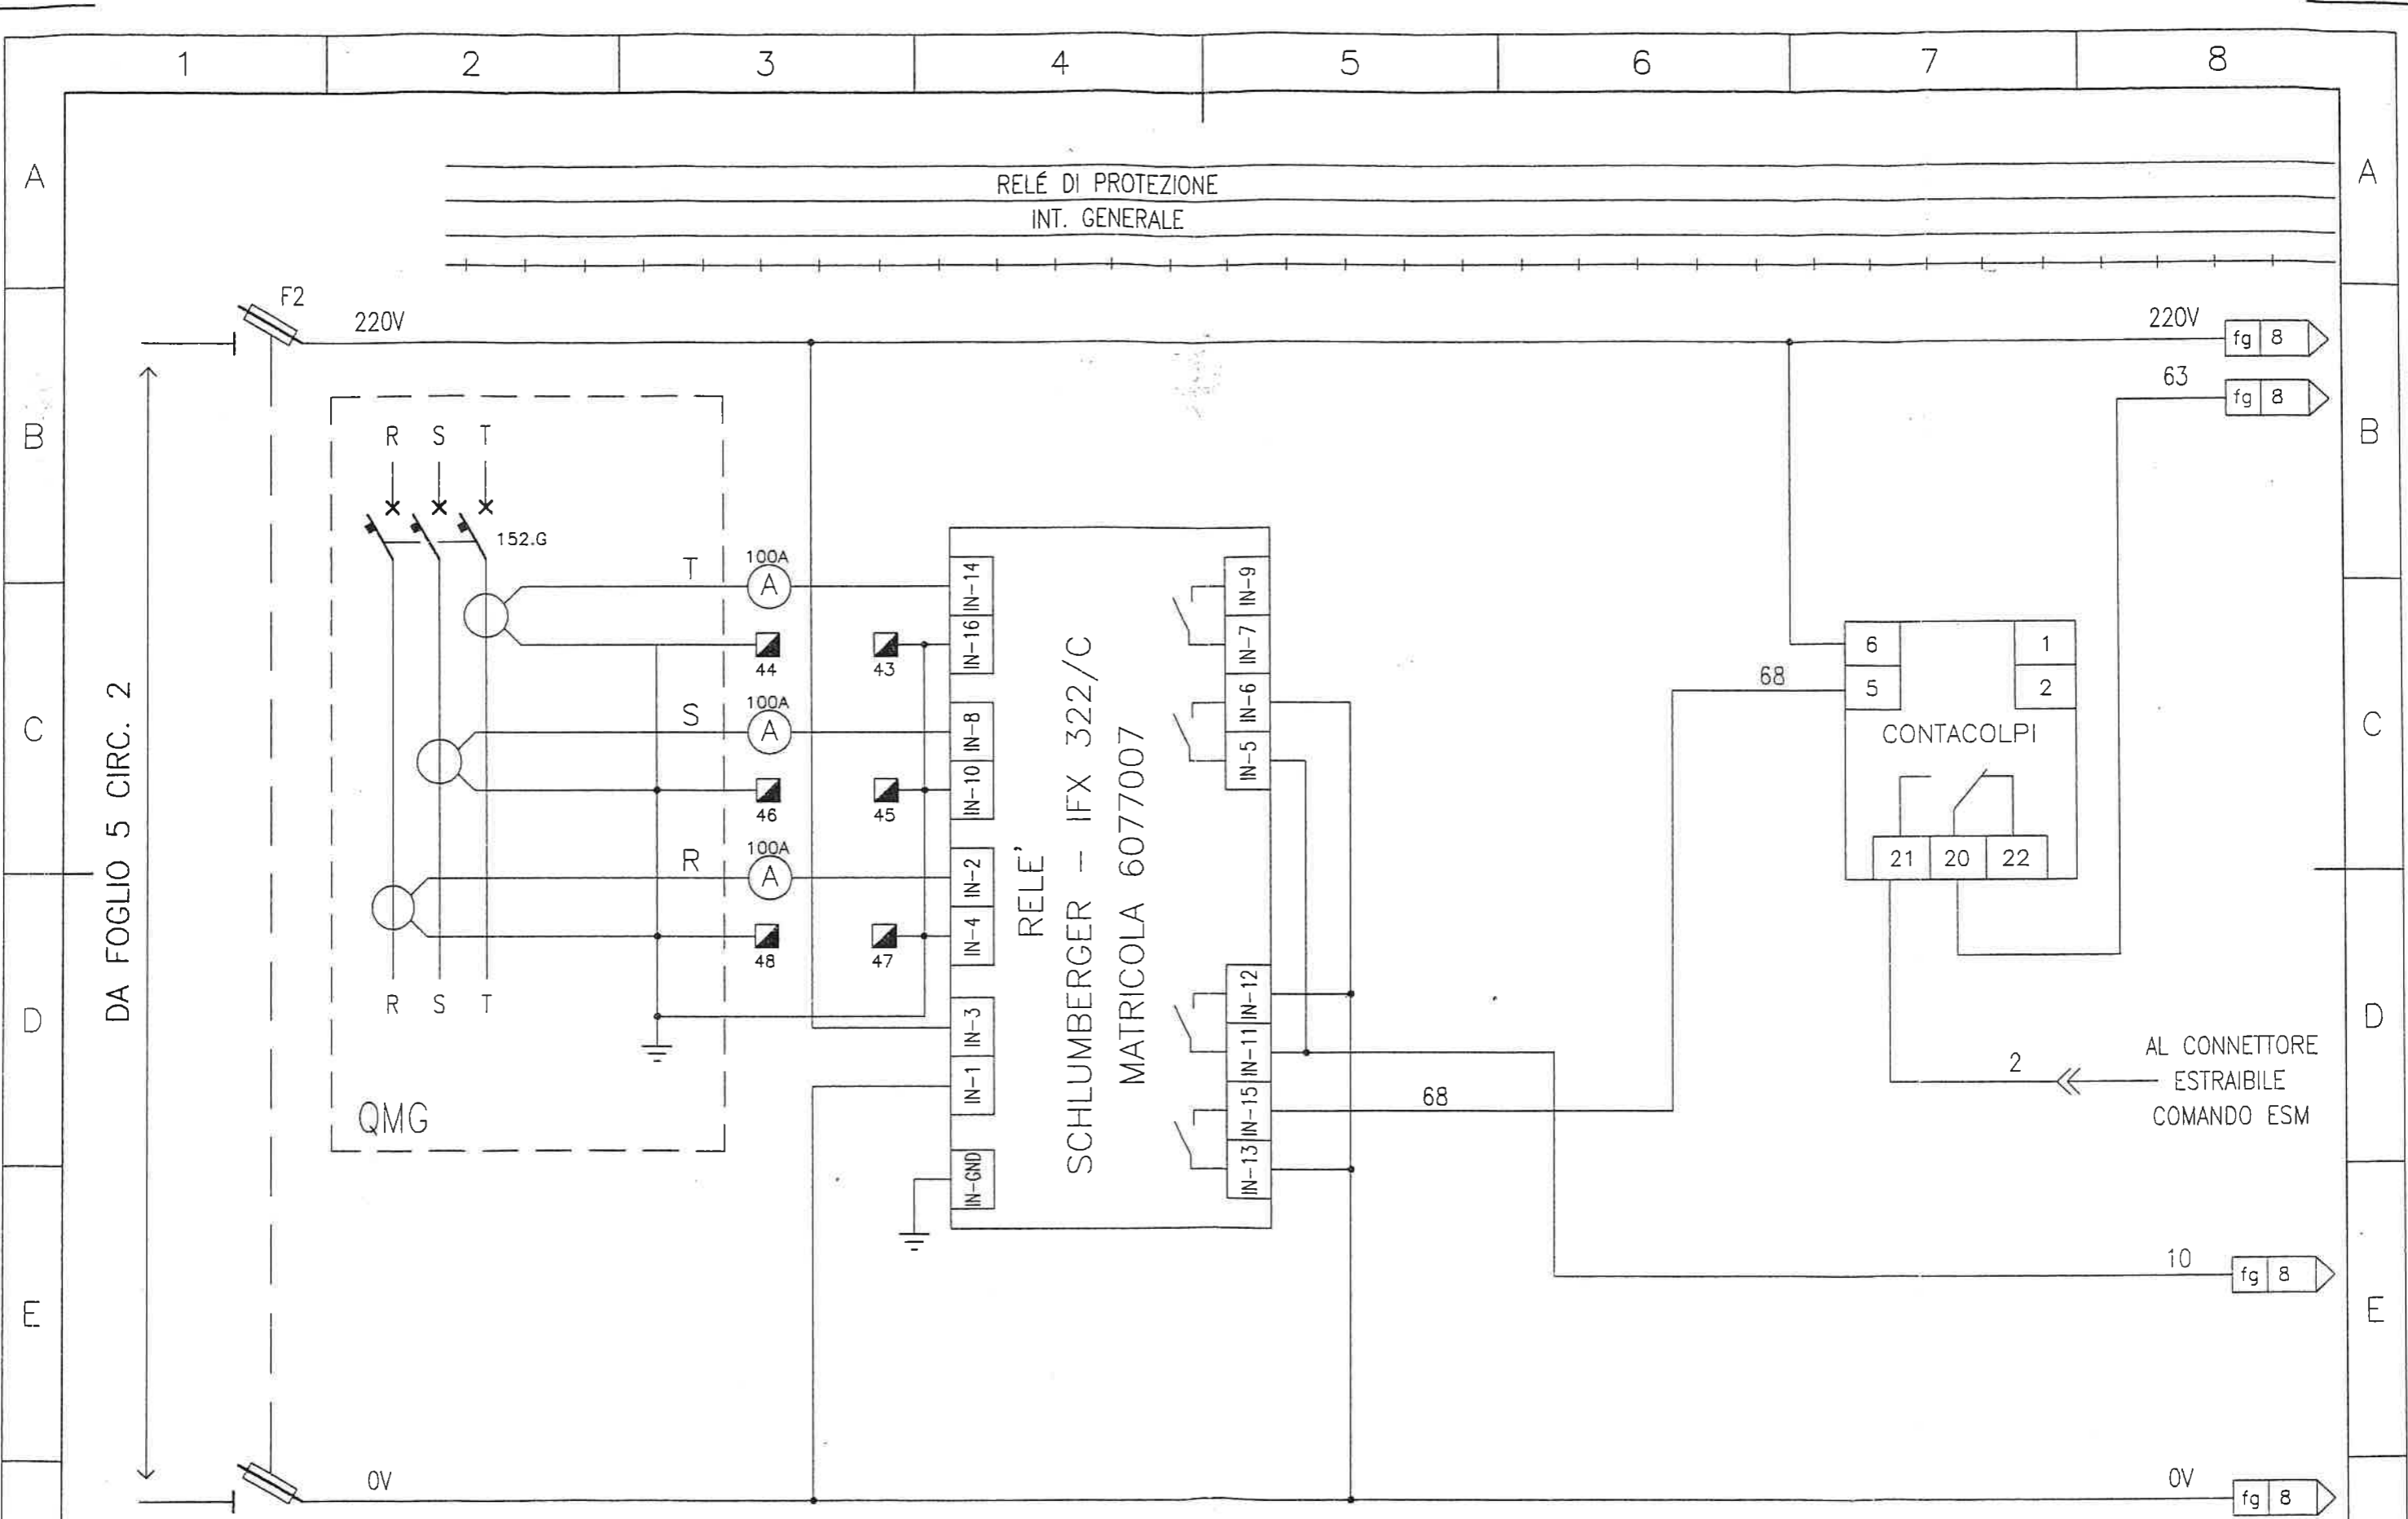 1 2 3 4 5 6 7 8
A A
RELÉ DI PROTEZIONE
INT. GENERALE
F2
220V
220V
fg 8
63
fg 8
B B
R S T
152.G
T
100A
A
IN-14
IN-9
44
43
IN-16
IN-7
6
1
68
5
2
S
100A
A
IN-8
IN-6
C C
CONTACOLPI
46
45
IN-10
IN-5
R
100A
A
IN-2
21 20 22
48
47
IN-4
IN-12
R S T
DA FOGLIO 5 CIRC. 2
RELE'
SCHLUMBERGER – IFX 322/C
MATRICOLA 6077007
D D
IN-3
IN-11
AL CONNETTORE
2
ESTRAIBILE
COMANDO ESM
IN-1
IN-15
68
QMG
IN-GND
IN-13
10
fg 8
E E
0V
0V
fg 8